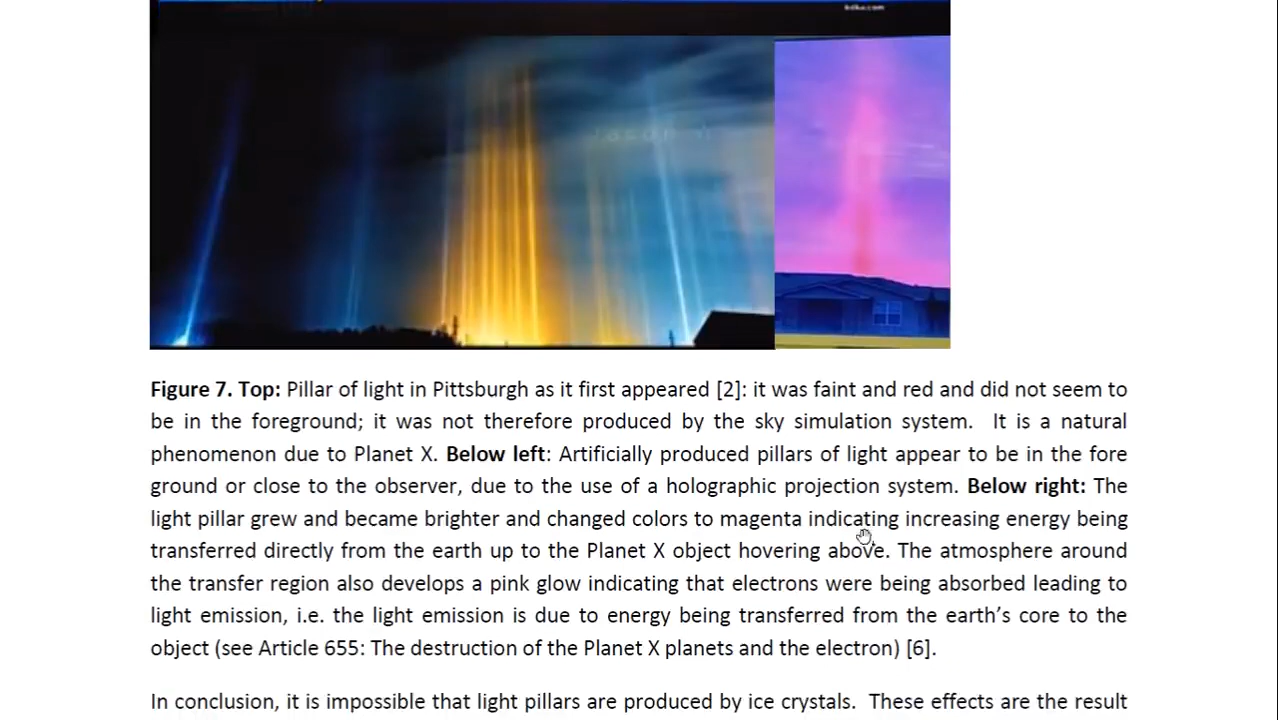 kdka.com
Figure 7. Top: Pillar of light in Pittsburgh as it first appeared [2]: it was faint and red and did not seem to
be in the foreground; it was not therefore produced by the sky simulation system. It is a natural
phenomenon due to Planet X. Below left: Artificially produced pillars of light appear to be in the fore
ground or close to the observer, due to the use of a holographic projection system. Below right: The
light pillar grew and became brighter and changed colors to magenta indicating increasing energy being
transferred directly from the earth up to the Planet X object hovering above. The atmosphere around
the transfer region also develops a pink glow indicating that electrons were being absorbed leading to
light emission, i.e. the light emission is due to energy being transferred from the earth’s core to the
object (see Article 655: The destruction of the Planet X planets and the electron) [6].
In conclusion, it is impossible that light pillars are produced by ice crystals. These effects are the result